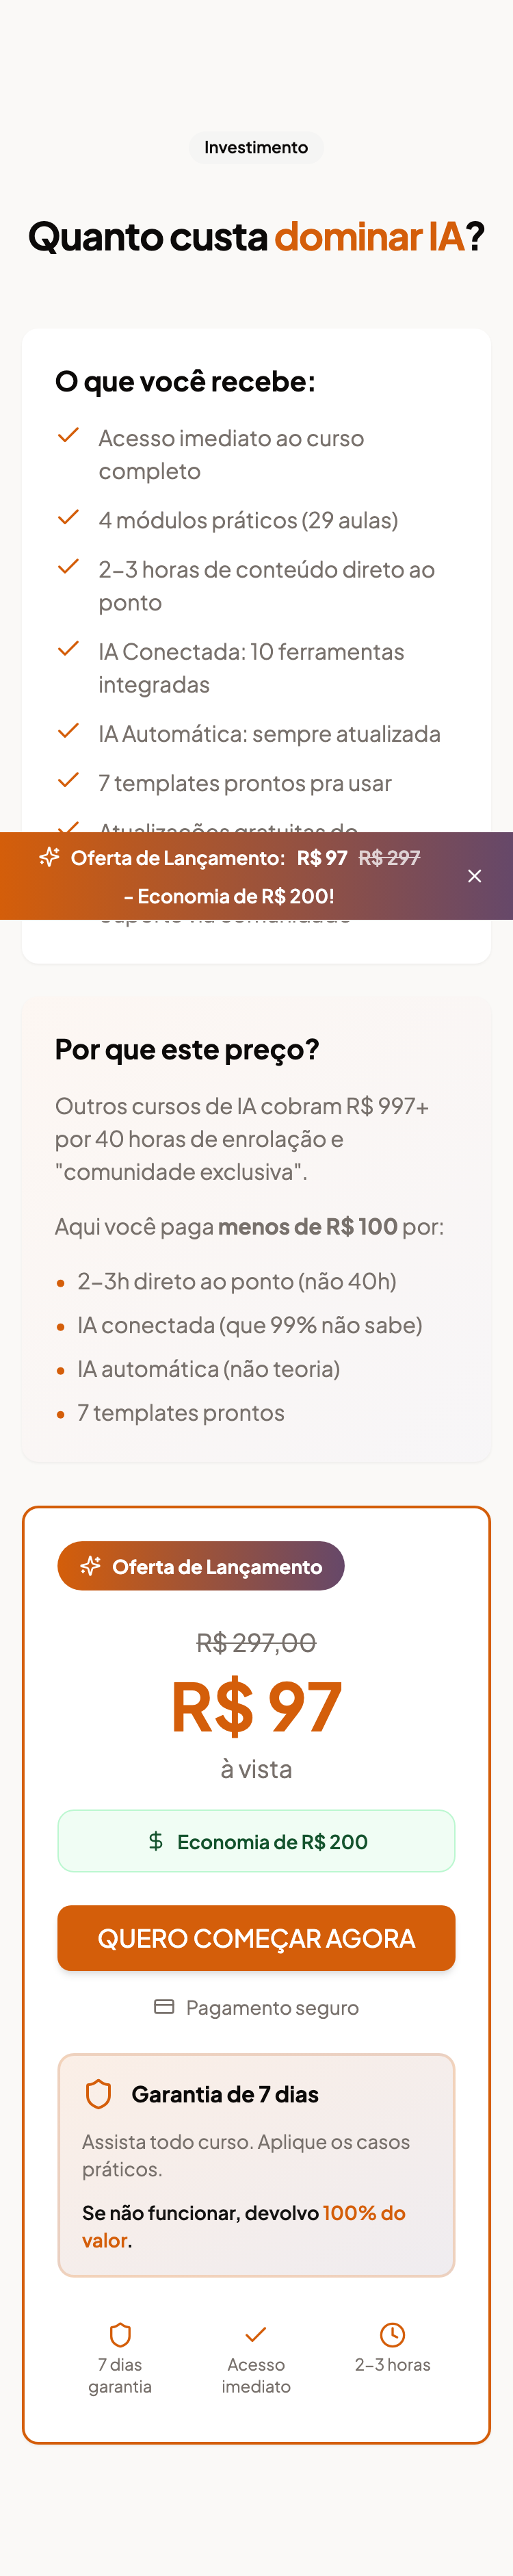 Investimento
Quanto custa dominar IA?
O que você recebe:
Acesso imediato ao curso
completo
4 módulos práticos (29 aulas)
2-3 horas de conteúdo direto ao
ponto
IA Conectada: 10 ferramentas
integradas
IA Automática: sempre atualizada
7 templates prontos pra usar
Atualizações gratuitas do
Oferta de Lançamento: R$ 97 R$ 297
- Economia de R$ 200!
Suporte via comunidade
Por que este preço?
Outros cursos de IA cobram R$ 997+
por 40 horas de enrolação e
"comunidade exclusiva".
Aqui você paga menos de R$ 100 por:
2-3h direto ao ponto (não 40h)
IA conectada (que 99% não sabe)
IA automática (não teoria)
7 templates prontos
Oferta de Lançamento
R$ 297,00
R$ 97
à vista
Economia de R$ 200
QUERO COMEÇAR AGORA
Pagamento seguro
Garantia de 7 dias
Assista todo curso. Aplique os casos
práticos.
Se não funcionar, devolvo 100% do
valor.
7 dias
garantia
Acesso
imediato
2-3 horas